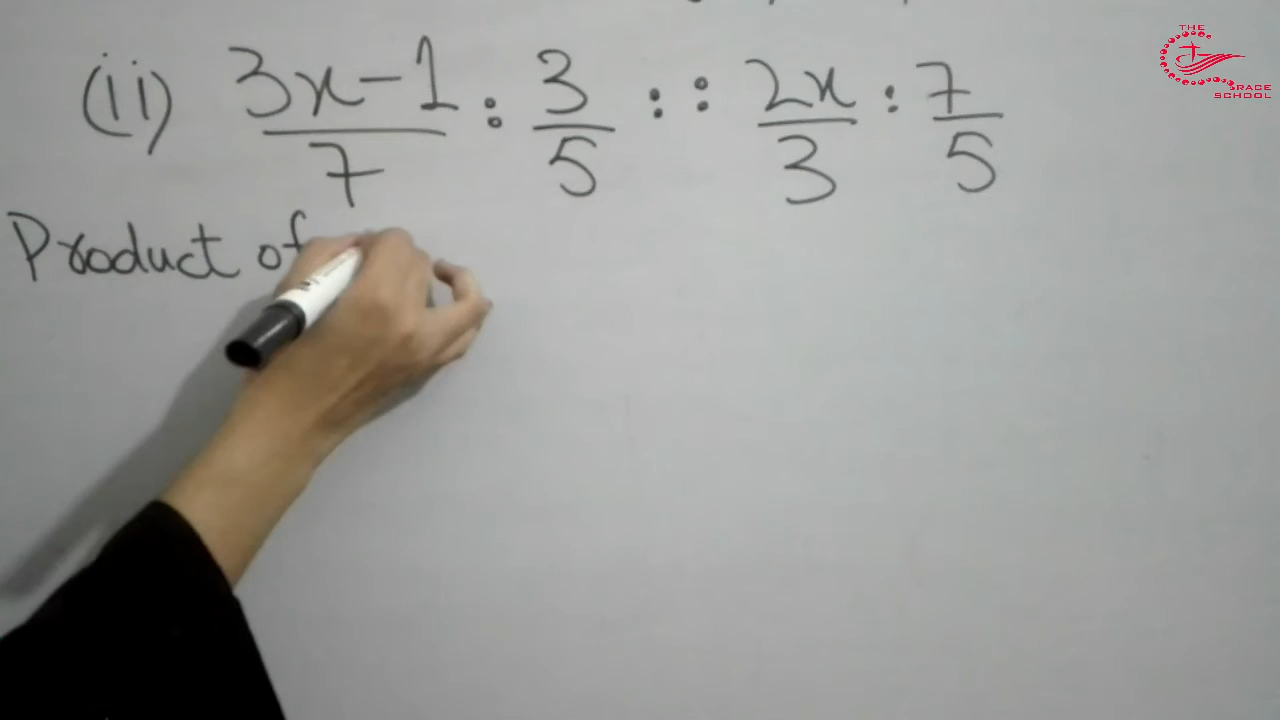 (ii) 3x-1/7 : 3/5 :: 2x/3 : 7/5
Product of
THE
GRACE
SCHOOL